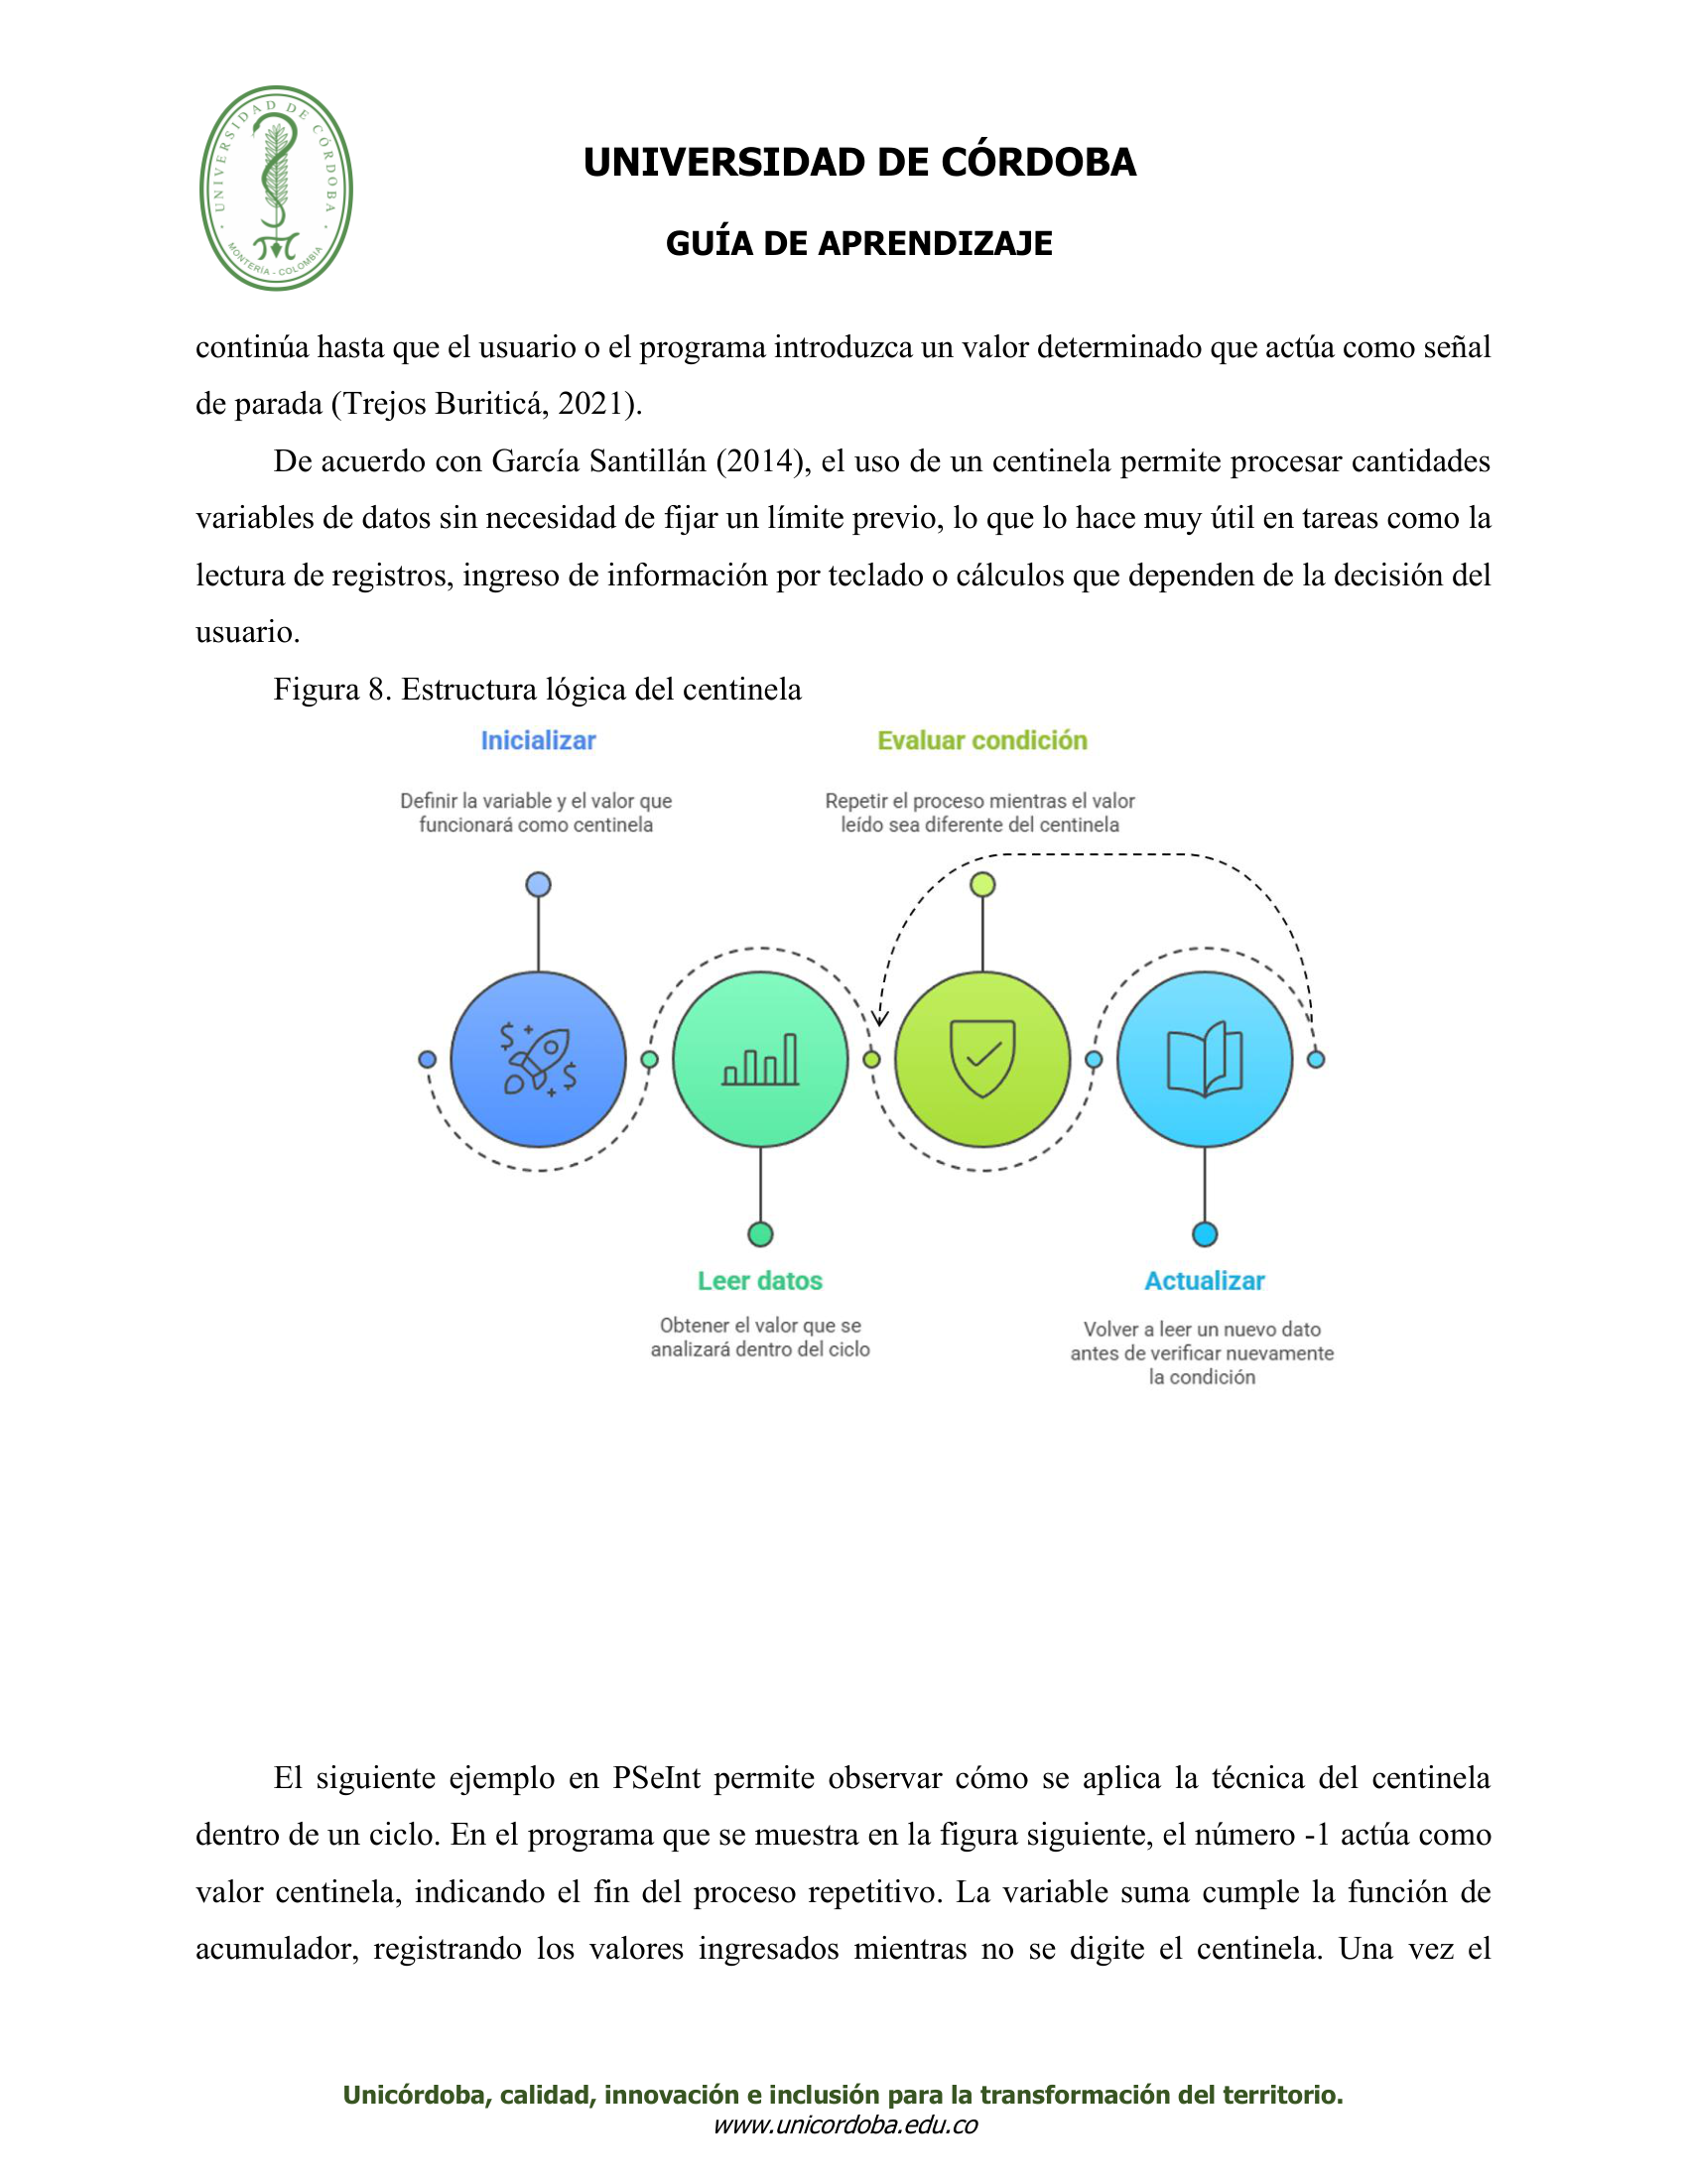 UNIVERSIDAD DE CÓRDOBA
MONTERÍA - COLOMBIA
UNIVERSIDAD DE CÓRDOBA
GUÍA DE APRENDIZAJE
continúa hasta que el usuario o el programa introduzca un valor determinado que actúa como señal
de parada (Trejos Buriticá, 2021).
De acuerdo con García Santillán (2014), el uso de un centinela permite procesar cantidades
variables de datos sin necesidad de fijar un límite previo, lo que lo hace muy útil en tareas como la
lectura de registros, ingreso de información por teclado o cálculos que dependen de la decisión del
usuario.
Figura 8. Estructura lógica del centinela
Inicializar
Definir la variable y el valor que
funcionará como centinela
Evaluar condición
Repetir el proceso mientras el valor
leído sea diferente del centinela
Leer datos
Obtener el valor que se
analizará dentro del ciclo
Actualizar
Volver a leer un nuevo dato
antes de verificar nuevamente
la condición
El siguiente ejemplo en PSeInt permite observar cómo se aplica la técnica del centinela
dentro de un ciclo. En el programa que se muestra en la figura siguiente, el número -1 actúa como
valor centinela, indicando el fin del proceso repetitivo. La variable suma cumple la función de
acumulador, registrando los valores ingresados mientras no se digite el centinela. Una vez el
Unicórdoba, calidad, innovación e inclusión para la transformación del territorio.
www.unicordoba.edu.co